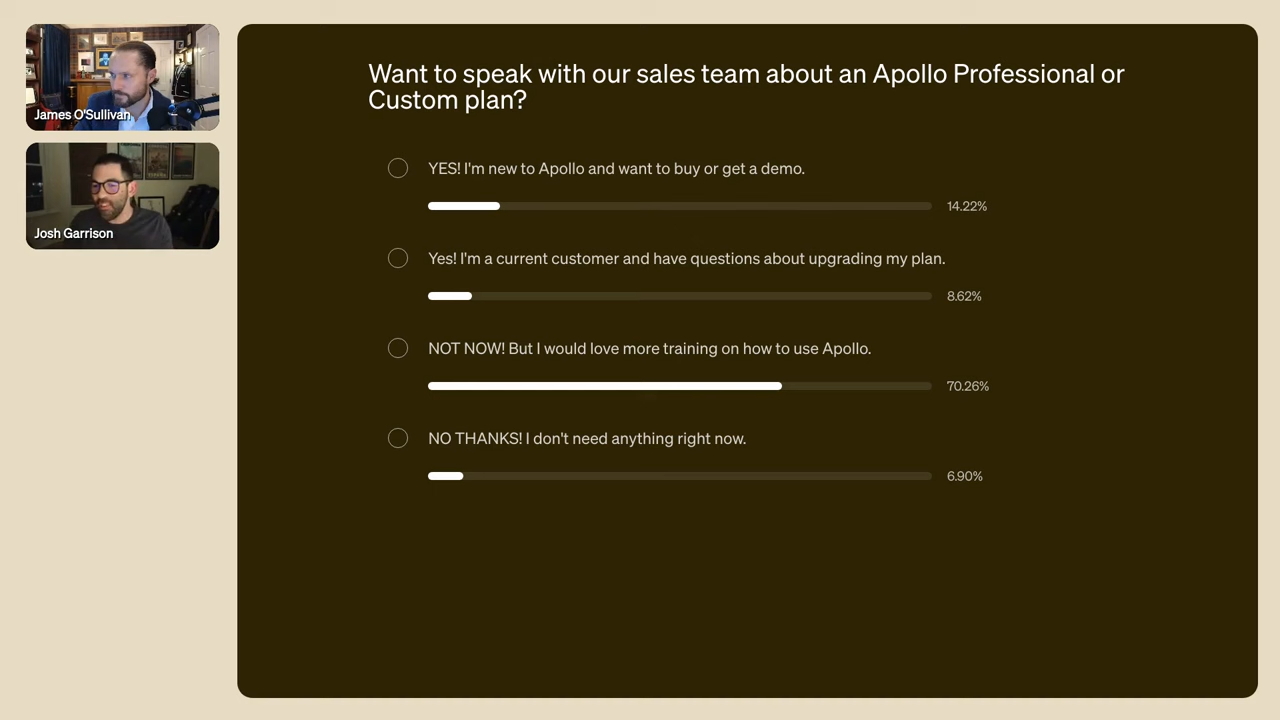 James O'Sullivan
Josh Garrison
Want to speak with our sales team about an Apollo Professional or
Custom plan?
YES! I'm new to Apollo and want to buy or get a demo.
14.22%
Yes! I'm a current customer and have questions about upgrading my plan.
8.62%
NOT NOW! But I would love more training on how to use Apollo.
70.26%
NO THANKS! I don't need anything right now.
6.90%